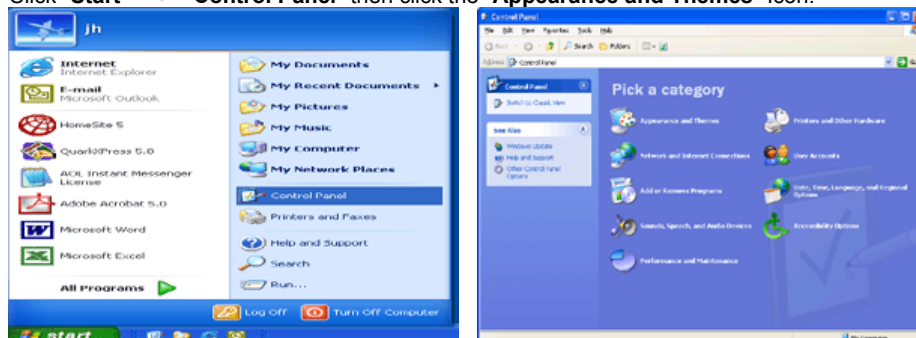 Click "Start" > "Control Panel" then click the "Appearance and Themes" icon.
jh
Internet
Internet Explorer
E-mail
Microsoft Outlook
HomeSite 5
QuarkXPress 5.0
AOL Instant Messenger
License
Adobe Acrobat 5.0
Microsoft Word
Microsoft Excel
All Programs
My Documents
My Recent Documents
My Pictures
My Music
My Computer
My Network Places
Control Panel
Printers and Faxes
Help and Support
Search
Run...
Log Off
Turn Off Computer
start
Control Panel
File Edit View Favorites Tools Help
Back
Search
Folders
Address
Control Panel
Control Panel
Switch to Classic View
See Also
Windows Update
Help and Support
Other Control Panel
Options
Pick a category
Appearance and Themes
Printers and Other Hardware
Network and Internet Connections
User Accounts
Add or Remove Programs
Date, Time, Language, and Regional
Options
Sounds, Speech, and Audio Devices
Accessibility Options
Performance and Maintenance
My Computer